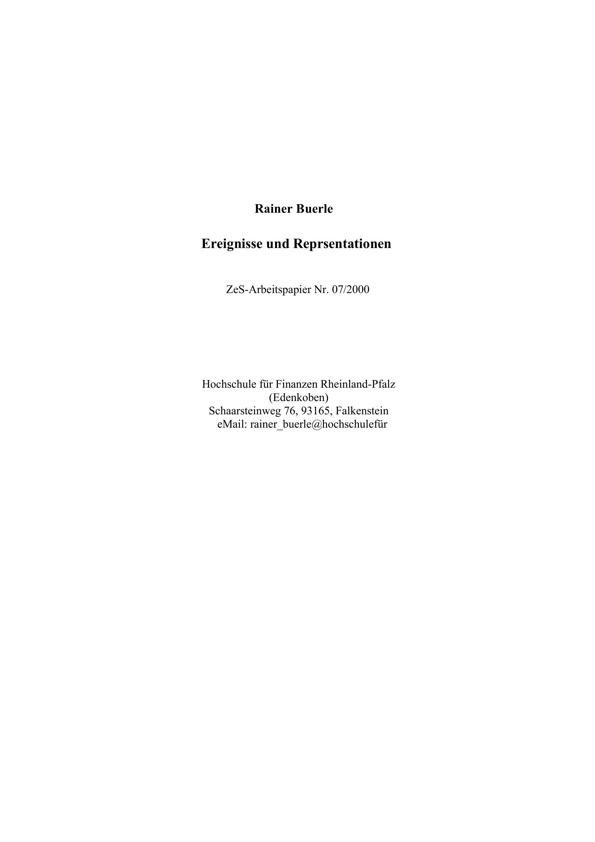 Rainer Buerle
Ereignisse und Reprsentationen
ZeS-Arbeitspapier Nr. 07/2000
Hochschule für Finanzen Rheinland-Pfalz
(Edenkoben)
Schaarsteinweg 76, 93165, Falkenstein
eMail: rainer_buerle@hochschulefür